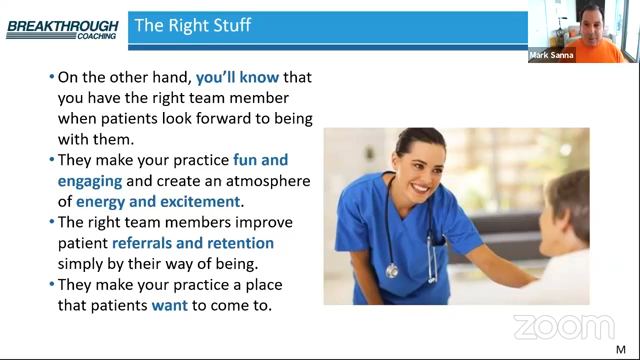 BREAKTHROUGH
COACHING
The Right Stuff
Mark Sanna
• On the other hand, you'll know that
you have the right team member
when patients look forward to being
with them.
• They make your practice fun and
engaging and create an atmosphere
of energy and excitement.
• The right team members improve
patient referrals and retention
simply by their way of being.
• They make your practice a place
that patients want to come to.
zoom
M